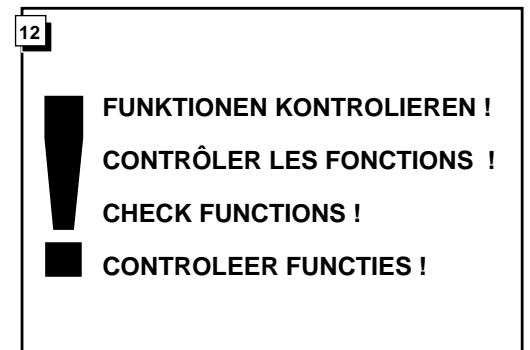 12
FUNKTIONEN KONTROLIEREN !
CONTRÔLER LES FONCTIONS !
CHECK FUNCTIONS !
CONTROLEER FUNCTIES !